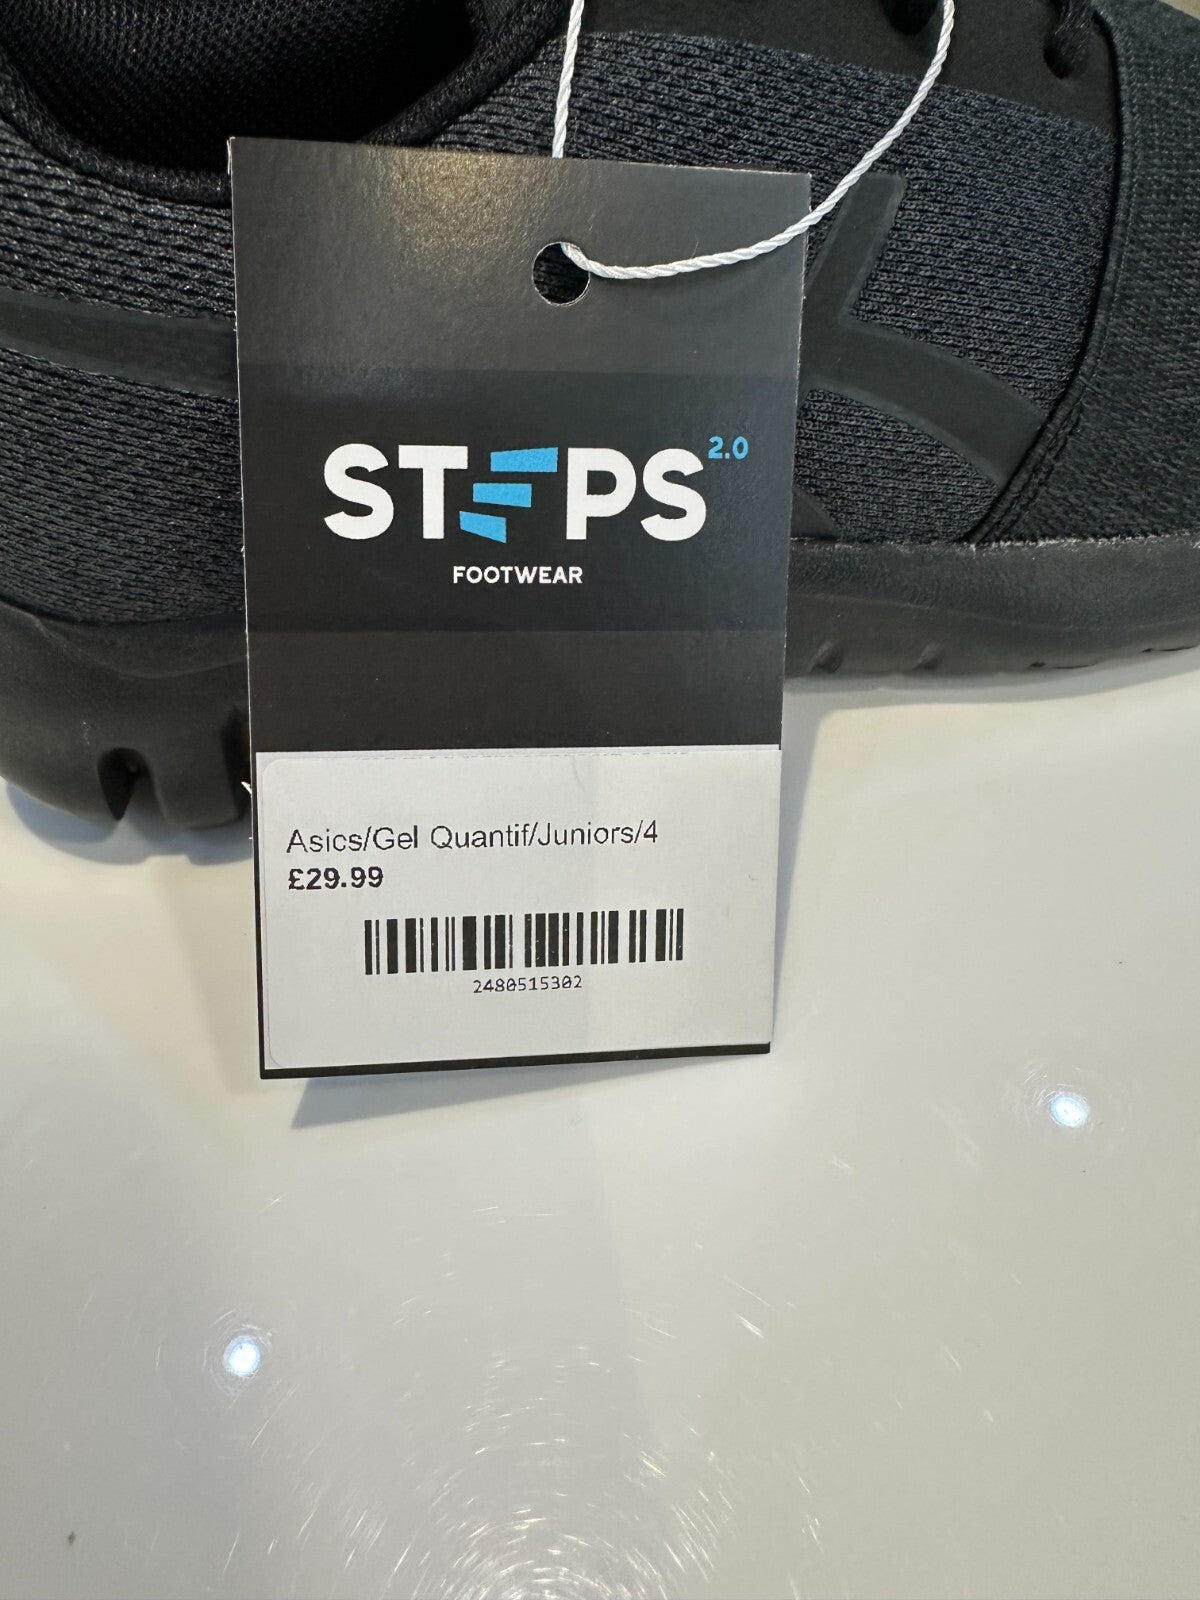 STEPS 2.0
FOOTWEAR
Asics/Gel Quantif/Juniors/4
£29.99
2480515302